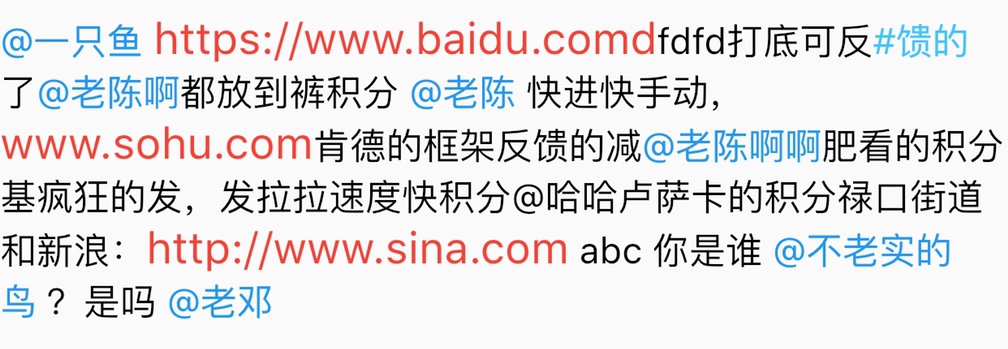 @一只鱼 https://www.baidu.comdfdfd打底可反#馈的
了@老陈啊都放到裤积分 @老陈 快进快手动，
www.sohu.com肯德的框架反馈的减@老陈啊啊肥看的积分
基疯狂的发，发拉拉速度快积分@哈哈卢萨卡的积分禄口街道
和新浪：http://www.sina.com abc 你是谁 @不老实的
鸟 ？是吗 @老邓